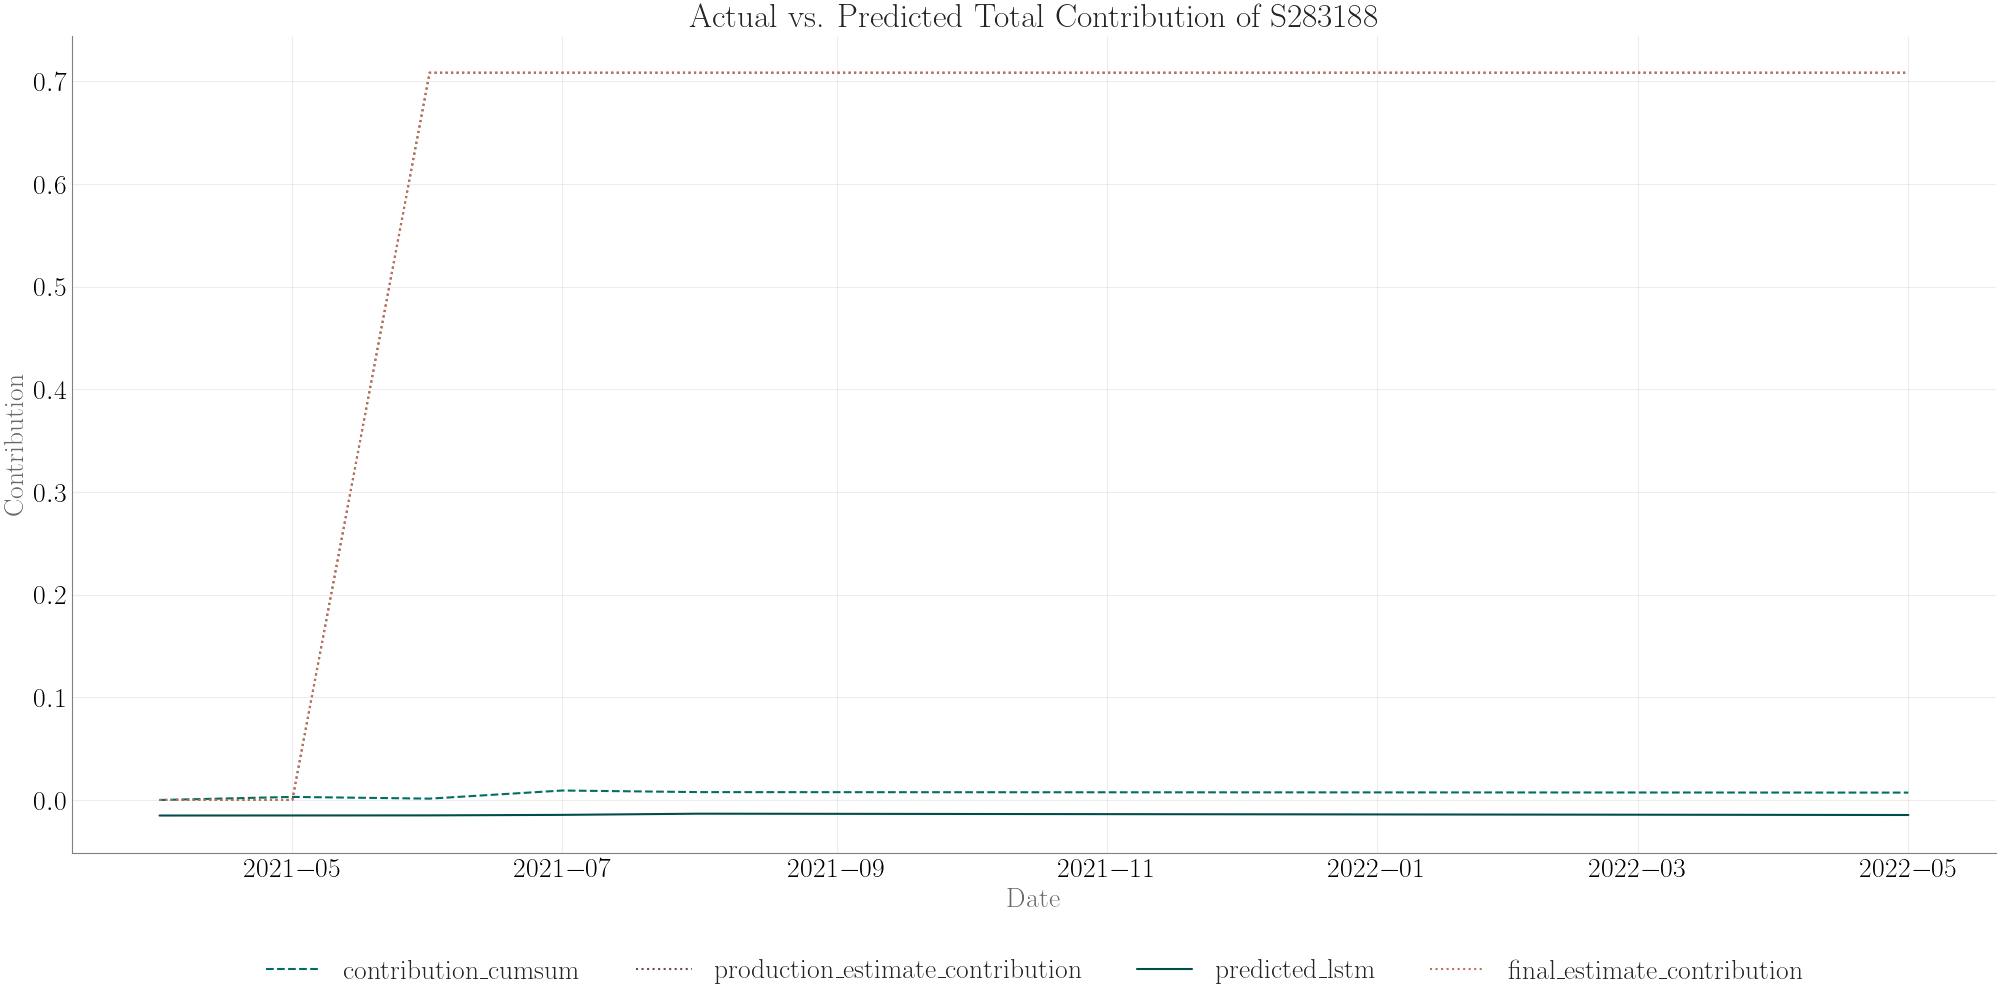 Actual vs. Predicted Total Contribution of S283188
Contribution
0.7
0.6
0.5
0.4
0.3
0.2
0.1
0.0
2021−05 2021−07 2021−09 2021−11 2022−01 2022−03 2022−05
Date
contribution_cumsum production_estimate_contribution predicted_lstm final_estimate_contribution